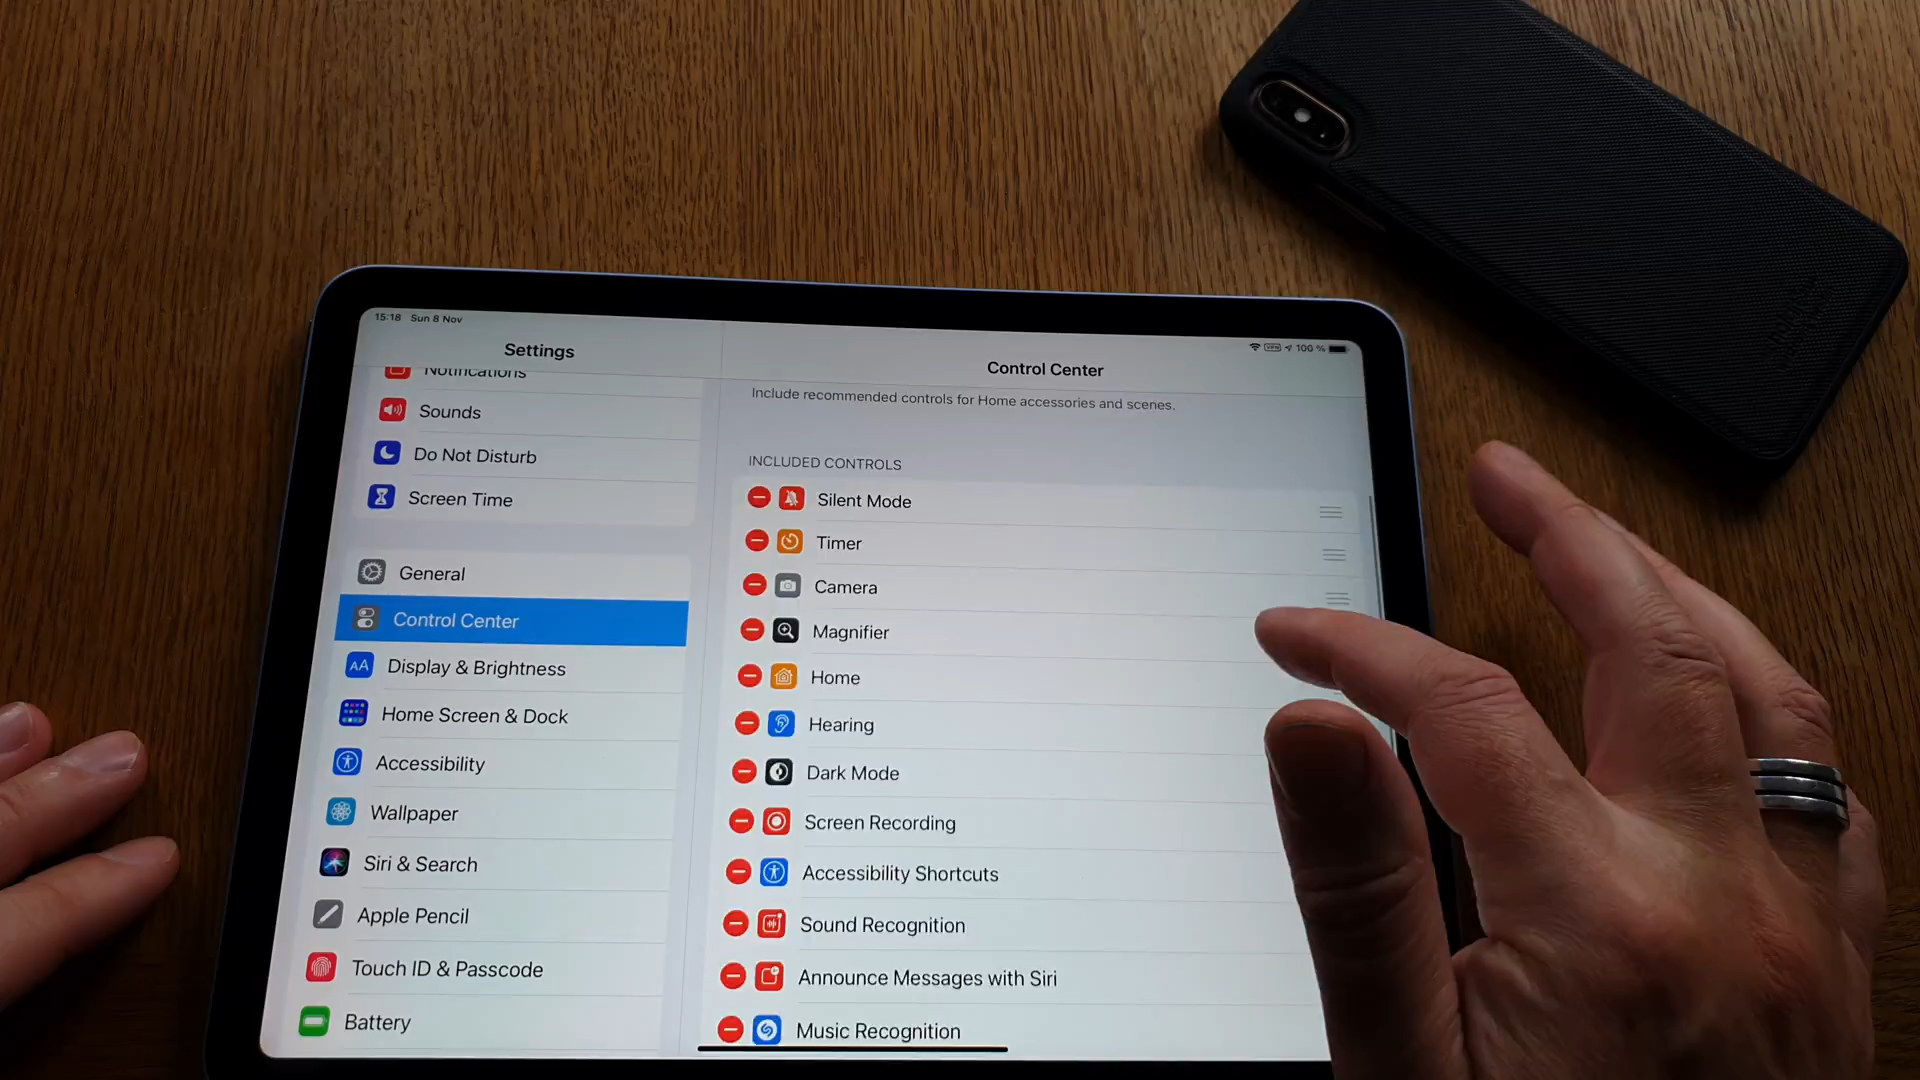 15:18 Sun 8 Nov
VPN 100 %
Settings
Notifications
Sounds
Do Not Disturb
Screen Time
General
Control Center
Display & Brightness
Home Screen & Dock
Accessibility
Wallpaper
Siri & Search
Apple Pencil
Touch ID & Passcode
Battery
Control Center
Include recommended controls for Home accessories and scenes.
INCLUDED CONTROLS
Silent Mode
Timer
Camera
Magnifier
Home
Hearing
Dark Mode
Screen Recording
Accessibility Shortcuts
Sound Recognition
Announce Messages with Siri
Music Recognition